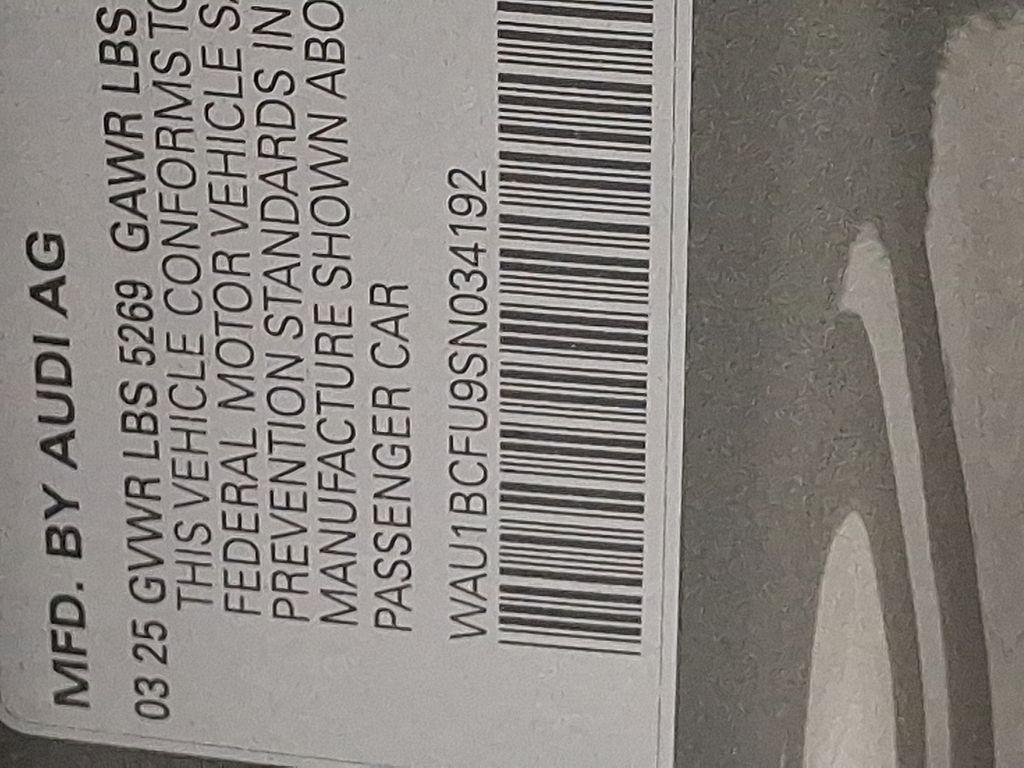 MFD. BY AUDI AG
03 25 GVWR LBS 5269 GAWR LBS
THIS VEHICLE CONFORMS TO
FEDERAL MOTOR VEHICLE
PREVENTION STANDARDS IN
MANUFACTURE SHOWN
PASSENGER CAR
WAU1BCFU9SN034192